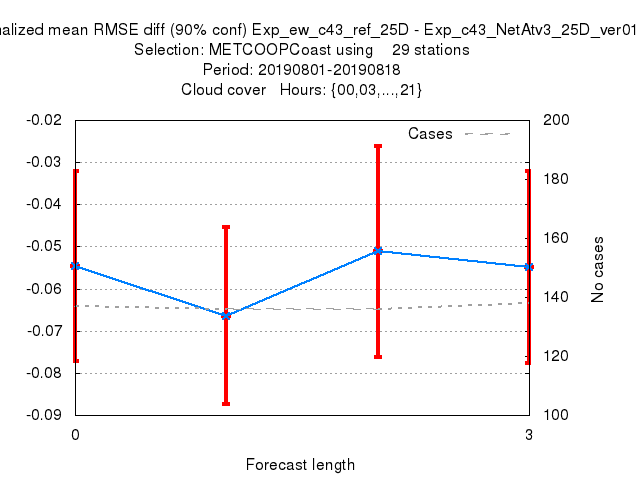 nalized mean RMSE diff (90% conf) Exp_ew_c43_ref_25D - Exp_c43_NetAtv3_25D_ver01
Selection: METCOOPCoast using 29 stations
Period: 20190801-20190818
Cloud cover Hours: {00,03,...,21}
Cases
-0.02
-0.03
-0.04
-0.05
-0.06
-0.07
-0.08
-0.09
200
180
160
140
120
100
No cases
0 3
Forecast length